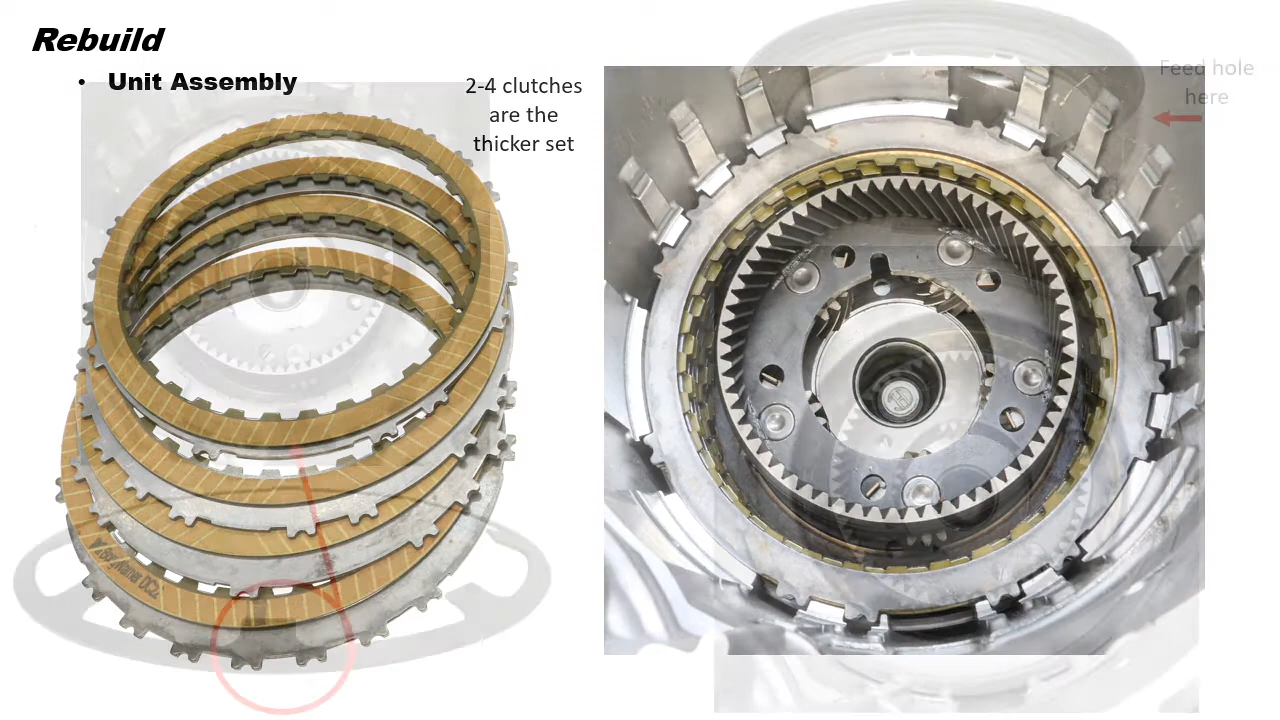 Rebuild
• Unit Assembly
2-4 clutches
are the
thicker set
Feed hole
here